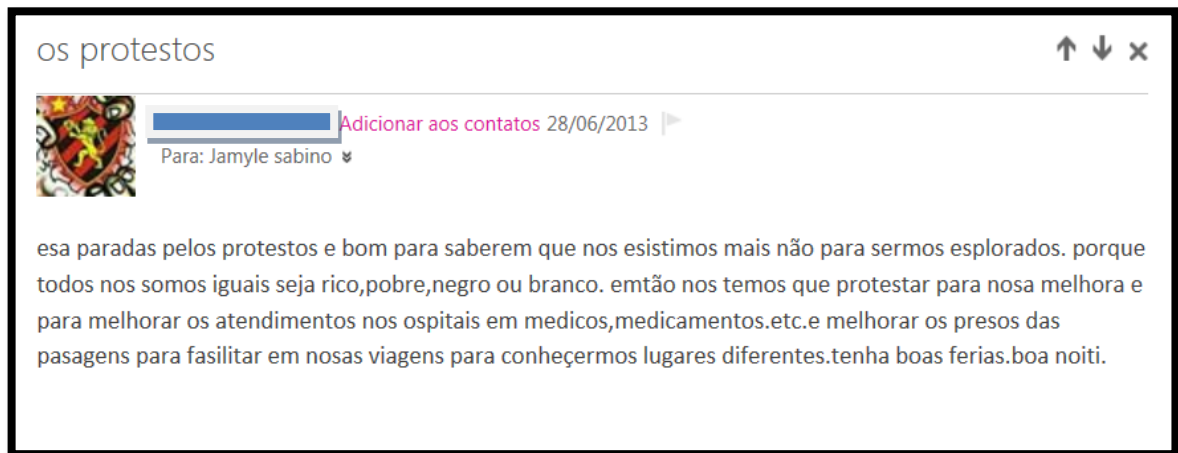 os protestos
Adicionar aos contatos 28/06/2013
Para: Jamyle sabino
esa paradas pelos protestos e bom para saberem que nos esistimos mais não para sermos esplorados. porque
todos nos somos iguais seja rico,pobre,negro ou branco. emtão nos temos que protestar para nosa melhora e
para melhorar os atendimentos nos ospitais em medicos,medicamentos.etc.e melhorar os presos das
pasagens para fasilitar em nosas viagens para conheçermos lugares diferentes.tenha boas ferias.boa noiti.